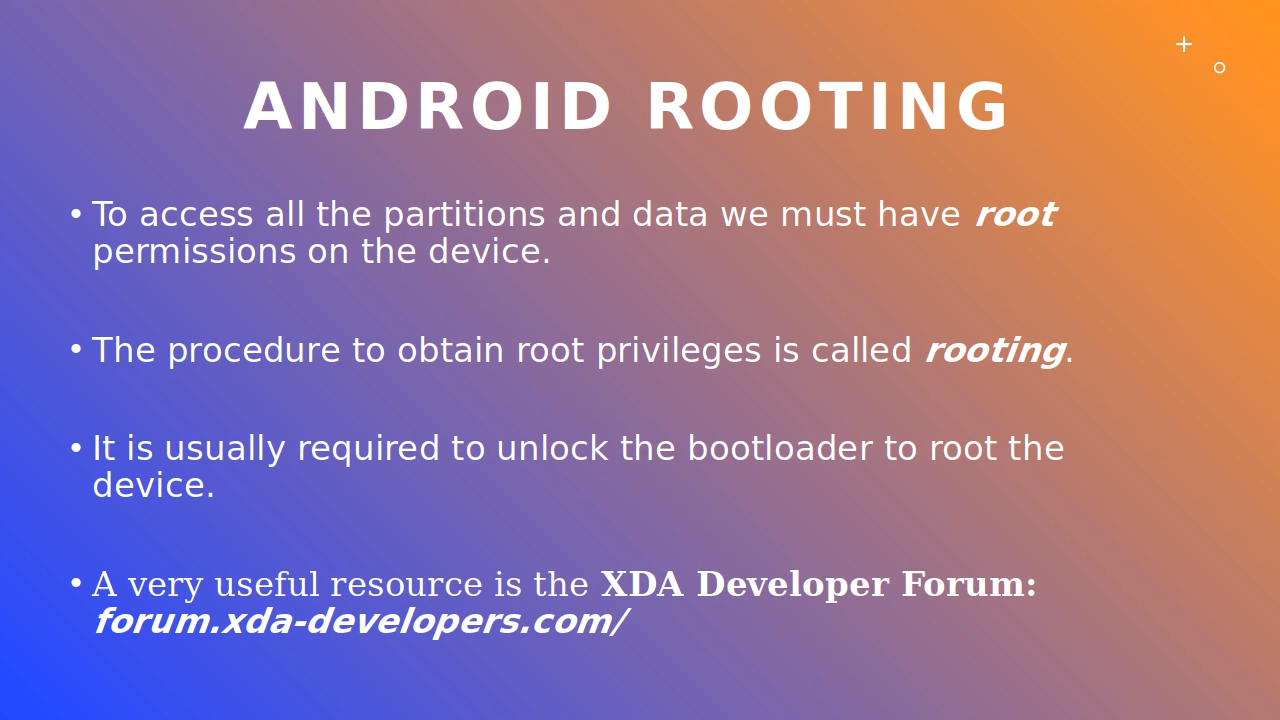 ANDROID ROOTING
• To access all the partitions and data we must have root
permissions on the device.
• The procedure to obtain root privileges is called rooting.
• It is usually required to unlock the bootloader to root the
device.
• A very useful resource is the XDA Developer Forum:
forum.xda-developers.com/